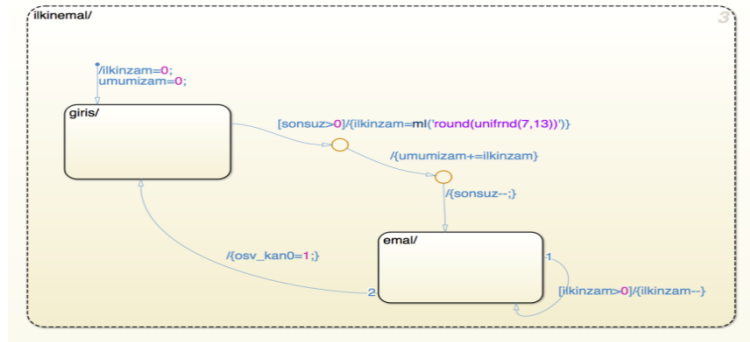 ilkinemal/
3
/ilkinzam=0;
umumizam=0;
giris/
[sonsuz>0]/{ilkinzam=ml('round(unifrnd(7,13))')}
/{umumizam+=ilkinzam}
/{sonsuz--;}
emal/
1
/{osv_kan0=1;}
2
[ilkinzam>0]/{ilkinzam--}